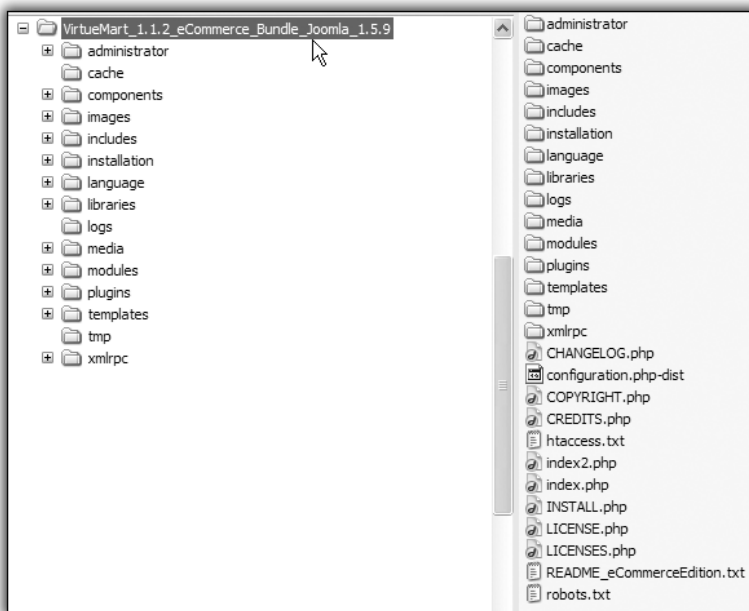 VirtueMart_1.1.2_eCommerce_Bundle_Joomla_1.5.9
administrator
cache
components
images
includes
installation
language
libraries
logs
media
modules
plugins
templates
tmp
xmlrpc
administrator
cache
components
images
includes
installation
language
libraries
logs
media
modules
plugins
templates
tmp
xmlrpc
CHANGELOG.php
configuration.php-dist
COPYRIGHT.php
CREDITS.php
htaccess.txt
index2.php
index.php
INSTALL.php
LICENSE.php
LICENSES.php
README_eCommerceEdition.txt
robots.txt